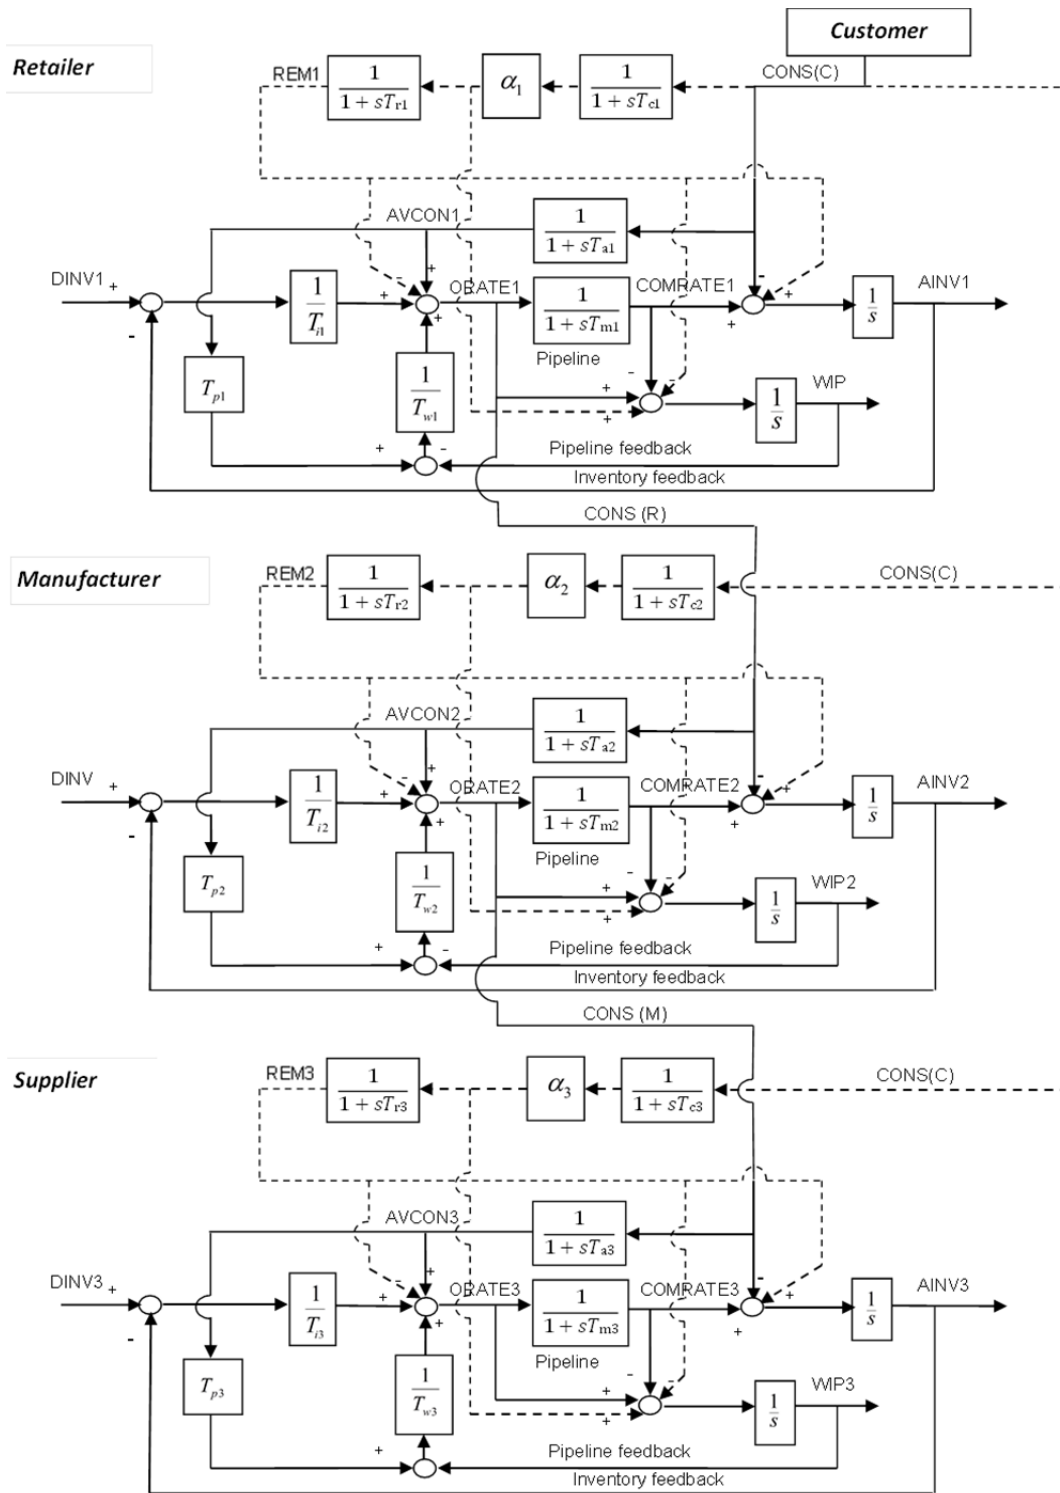 Customer
Retailer
REM1
1
1 + sTr1
α1
1
1 + sTc1
CONS(C)
AVCON1
1
1 + sTa1
DINV1
+
-
1
Ti1
+
-
+
+
ORATE1
1
1 + sTm1
Pipeline
COMRATE1
-
+
+
1
s
AINV1
Tp1
1
Tw1
-
-
+
+
1
s
WIP
+
-
Pipeline feedback
Inventory feedback
CONS (R)
Manufacturer
REM2
1
1 + sTr2
α2
1
1 + sTc2
CONS(C)
AVCON2
1
1 + sTa2
DINV
+
-
1
Ti2
+
-
+
+
ORATE2
1
1 + sTm2
Pipeline
COMRATE2
-
+
+
1
s
AINV2
Tp2
1
Tw2
-
-
+
+
1
s
WIP2
+
-
Pipeline feedback
Inventory feedback
CONS (M)
Supplier
REM3
1
1 + sTr3
α3
1
1 + sTc3
CONS(C)
AVCON3
1
1 + sTa3
DINV3
+
-
1
Ti3
+
-
+
+
ORATE3
1
1 + sTm3
Pipeline
COMRATE3
-
+
+
1
s
AINV3
Tp3
1
Tw3
-
-
+
+
1
s
WIP3
+
-
Pipeline feedback
Inventory feedback